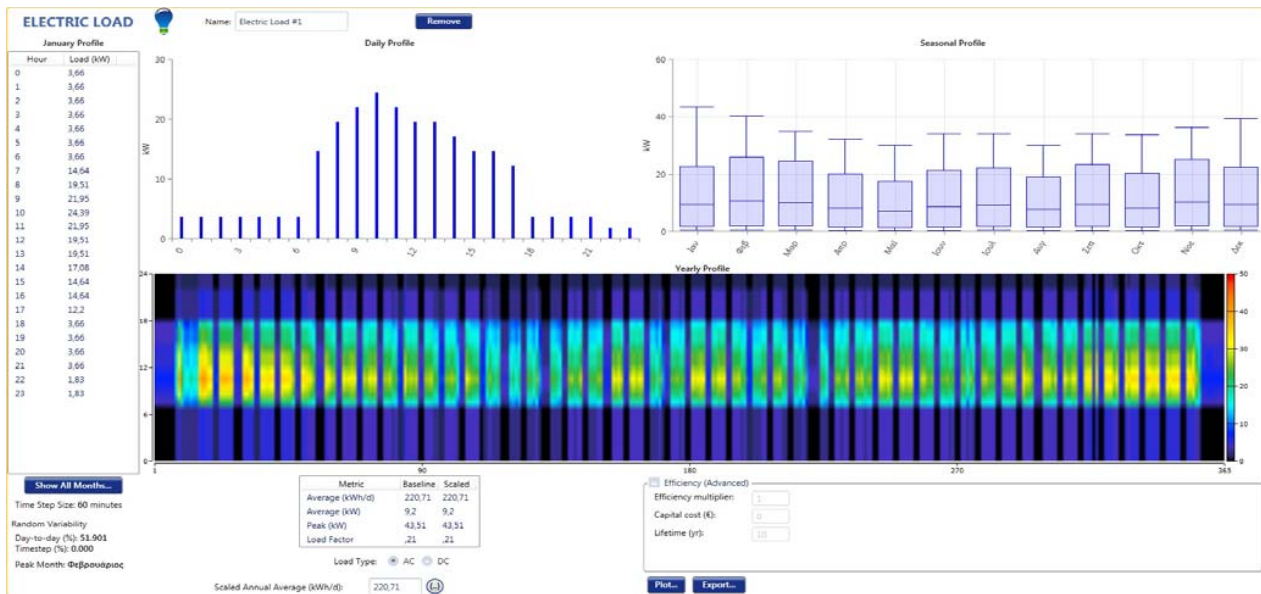 ELECTRIC LOAD
Name: Electric Load #1
Remove
January Profile
Hour Load (kW)
0 3,66
1 3,66
2 3,66
3 3,66
4 3,66
5 3,66
6 3,66
7 14,64
8 19,51
9 21,95
10 24,39
11 21,95
12 19,51
13 19,51
14 17,08
15 14,64
16 14,64
17 12,2
18 3,66
19 3,66
20 3,66
21 3,66
22 1,83
23 1,83
Show All Months...
Time Step Size: 60 minutes
Random Variability
Day-to-day (%): 51.901
Timestep (%): 0.000
Peak Month: Φεβρουάριος
Daily Profile
kW
30
20
10
0
0 3 6 9 12 15 18 21
Seasonal Profile
kW
60
40
20
0
Ιαν Φεβ Μαρ Απρ Μαϊ Ιουν Ιουλ Αυγ Σεπ Οκτ Νοε Δεκ
Yearly Profile
24
18
12
6
0
1 90 180 270 365
50
40
30
20
10
0
Metric Baseline Scaled
Average (kWh/d) 220,71 220,71
Average (kW) 9,2 9,2
Peak (kW) 43,51 43,51
Load Factor ,21 ,21
Load Type: AC DC
Scaled Annual Average (kWh/d): 220,71 {..}
Efficiency (Advanced)
Efficiency multiplier: 1
Capital cost (€): 0
Lifetime (yr): 10
Plot... Export...